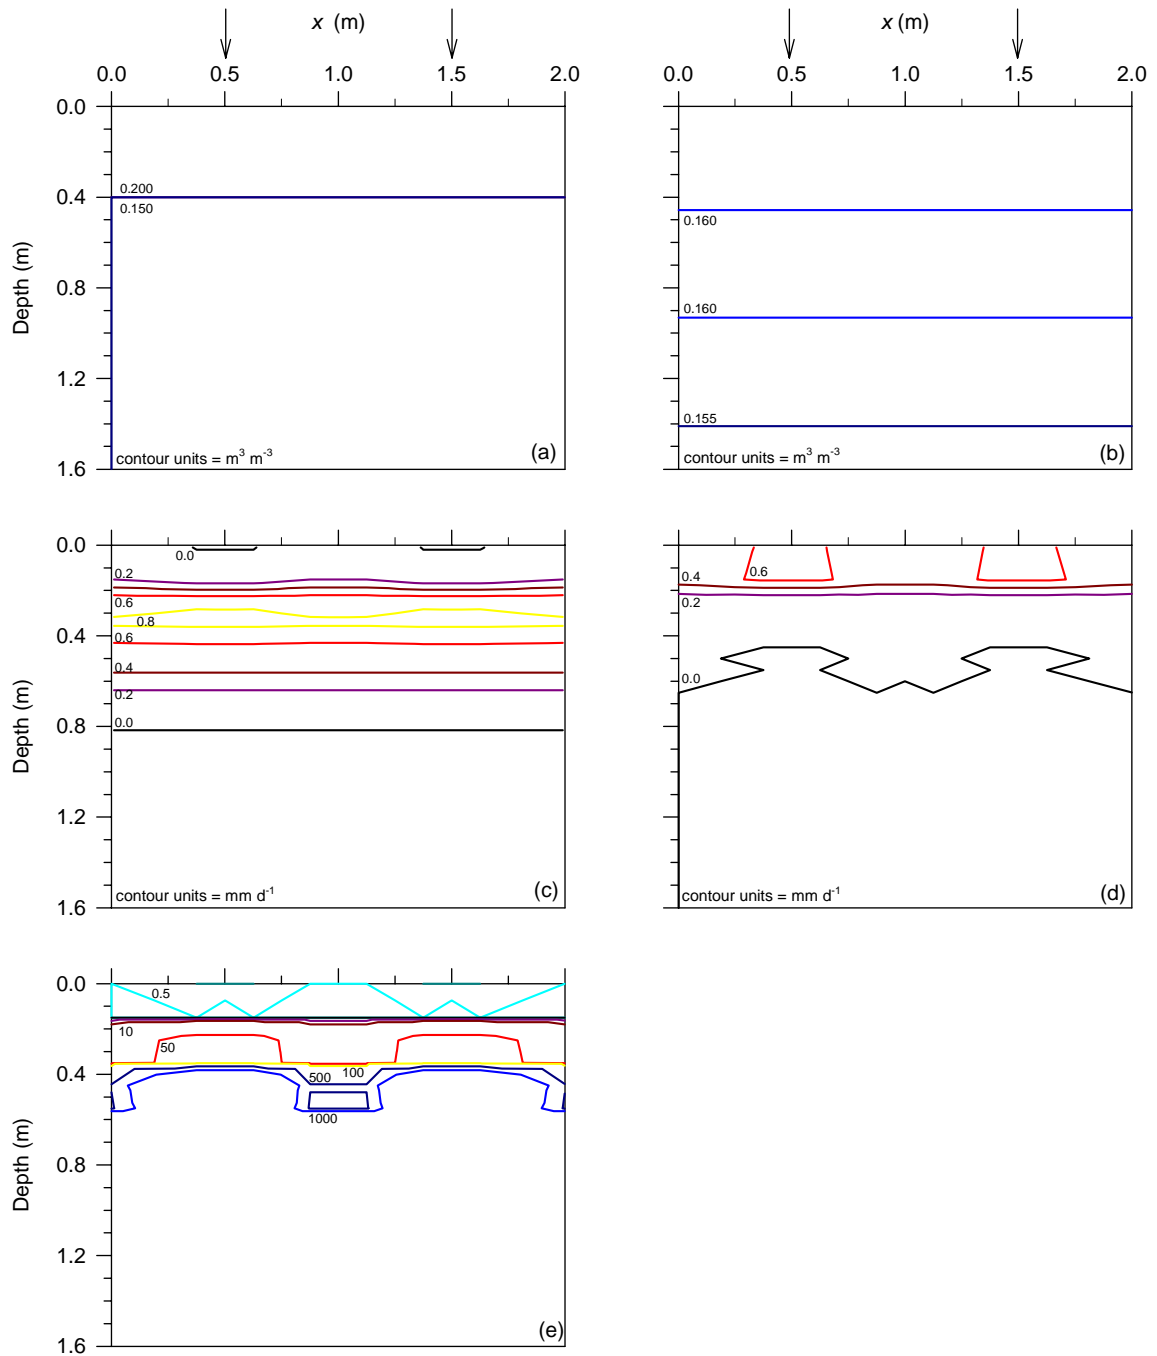 x (m)
x (m)
0.0 0.5 1.0 1.5 2.0
0.0 0.5 1.0 1.5 2.0
Depth (m)
0.0
0.4
0.8
1.2
1.6
0.200
0.150
contour units = m³ m⁻³
(a)
0.160
0.160
0.155
contour units = m³ m⁻³
(b)
Depth (m)
0.0
0.4
0.8
1.2
1.6
0.0
0.2
0.6
0.8
0.6
0.4
0.2
0.0
contour units = mm d⁻¹
(c)
0.6
0.4
0.2
0.0
contour units = mm d⁻¹
(d)
Depth (m)
0.0
0.4
0.8
1.2
1.6
0.5
10
50
100
500
1000
(e)